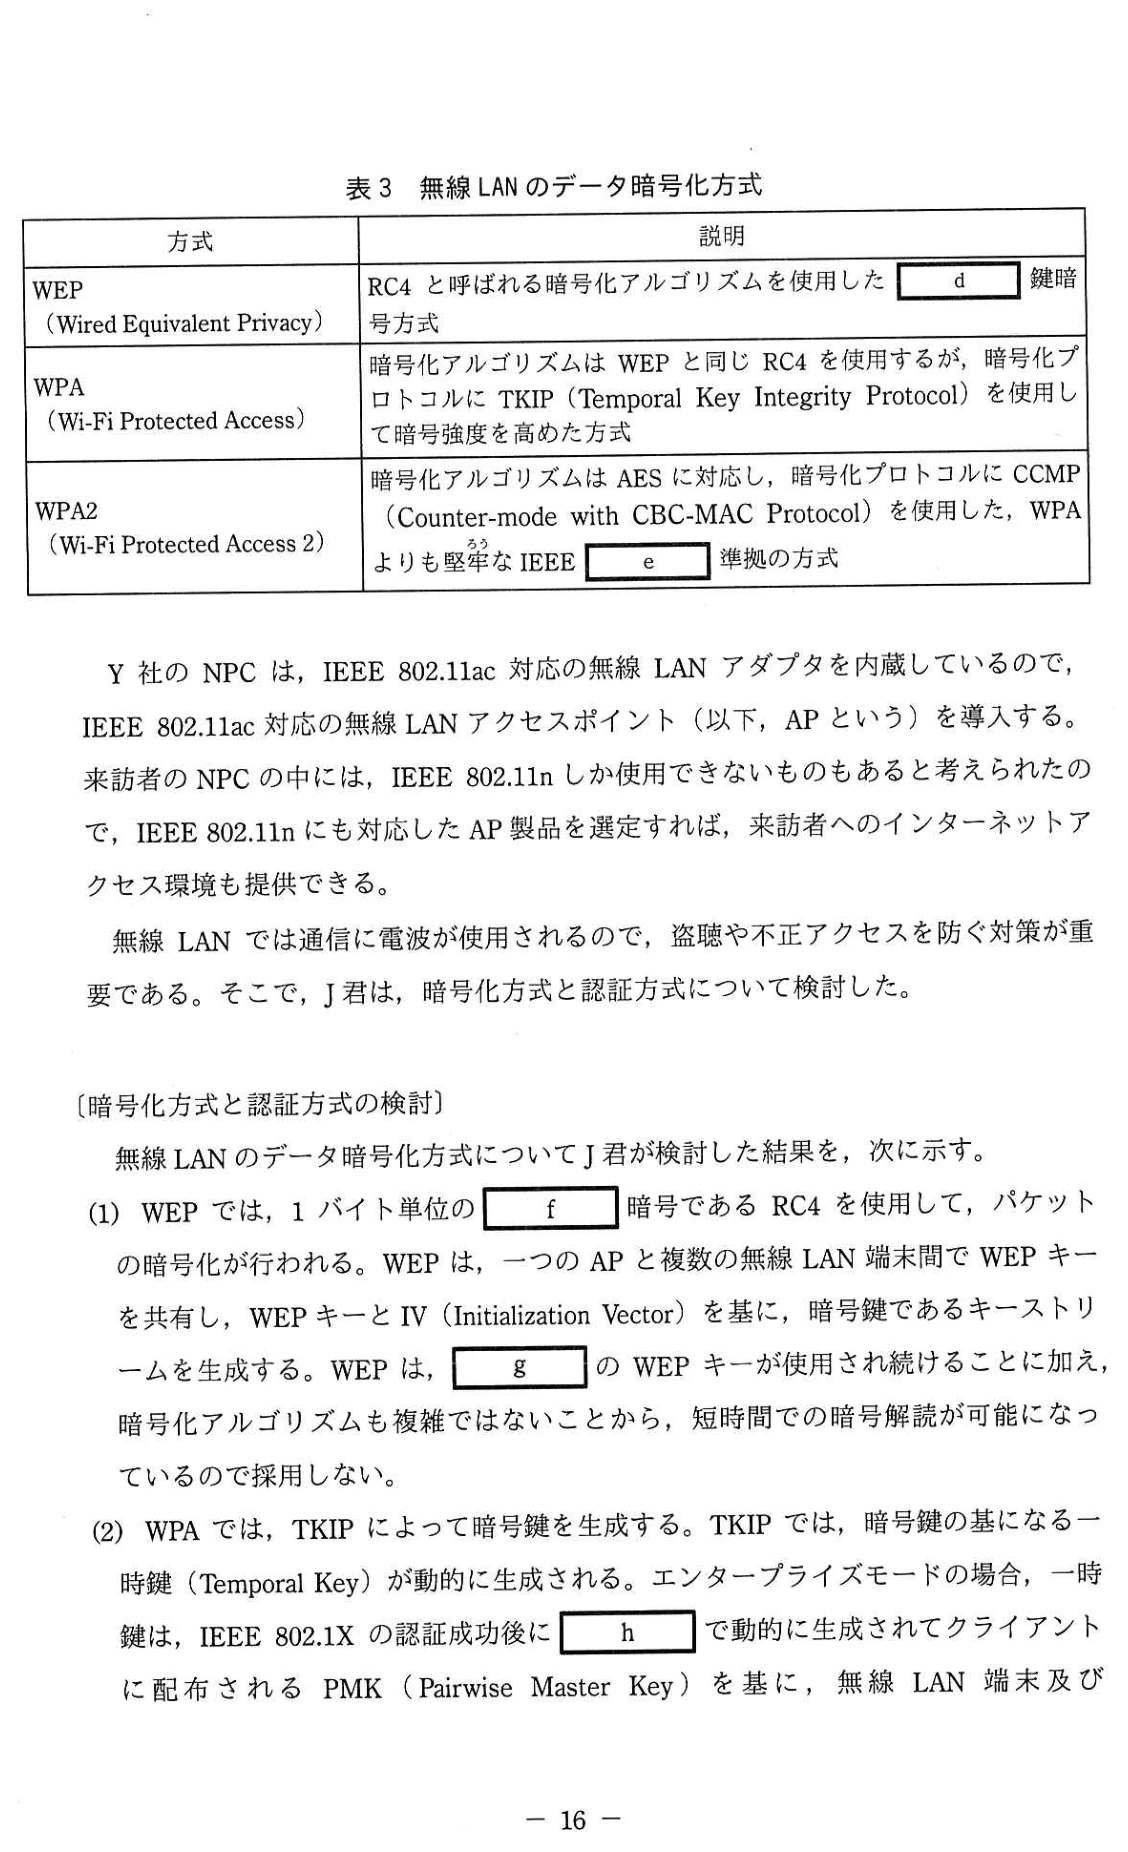 表3 無線LANのデータ暗号化方式
方式 説明
WEP
（Wired Equivalent Privacy）
RC4 と呼ばれる暗号化アルゴリズムを使用した d 鍵暗
号方式
WPA
（Wi-Fi Protected Access）
暗号化アルゴリズムは WEP と同じ RC4 を使用するが，暗号化プ
ロトコルに TKIP（Temporal Key Integrity Protocol）を使用し
て暗号強度を高めた方式
WPA2
（Wi-Fi Protected Access 2）
暗号化アルゴリズムは AES に対応し，暗号化プロトコルに CCMP
（Counter-mode with CBC-MAC Protocol）を使用した，WPA
ろう
よりも堅牢な IEEE e 準拠の方式
Y 社の NPC は，IEEE 802.11ac 対応の無線 LAN アダプタを内蔵しているので，
IEEE 802.11ac 対応の無線 LAN アクセスポイント（以下，AP という）を導入する。
来訪者の NPC の中には，IEEE 802.11n しか使用できないものもあると考えられたの
で，IEEE 802.11n にも対応した AP 製品を選定すれば，来訪者へのインターネットア
クセス環境も提供できる。
無線 LAN では通信に電波が使用されるので，盗聴や不正アクセスを防ぐ対策が重
要である。そこで，J 君は，暗号化方式と認証方式について検討した。
〔暗号化方式と認証方式の検討〕
無線 LAN のデータ暗号化方式について J 君が検討した結果を，次に示す。
(1) WEP では，1 バイト単位の f 暗号である RC4 を使用して，パケット
の暗号化が行われる。WEP は，一つの AP と複数の無線 LAN 端末間で WEP キー
を共有し，WEP キーと IV（Initialization Vector）を基に，暗号鍵であるキーストリ
ームを生成する。WEP は， g の WEP キーが使用され続けることに加え，
暗号化アルゴリズムも複雑ではないことから，短時間での暗号解読が可能になっ
ているので採用しない。
(2) WPA では，TKIP によって暗号鍵を生成する。TKIP では，暗号鍵の基になる一
時鍵（Temporal Key）が動的に生成される。エンタープライズモードの場合，一時
鍵は，IEEE 802.1X の認証成功後に h で動的に生成されてクライアント
に配布される PMK（Pairwise Master Key）を基に，無線 LAN 端末及び
－ 16 －